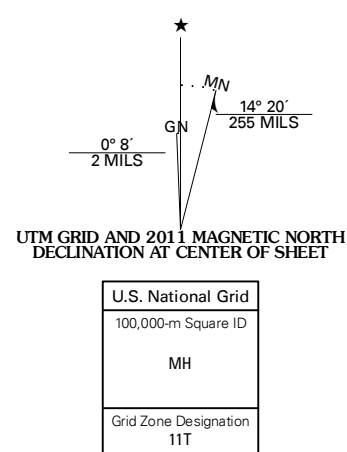 ★
MN
14° 20´
255 MILS
GN
0° 8´
2 MILS
UTM GRID AND 2011 MAGNETIC NORTH
DECLINATION AT CENTER OF SHEET
U.S. National Grid
100,000-m Square ID
MH
Grid Zone Designation
11T